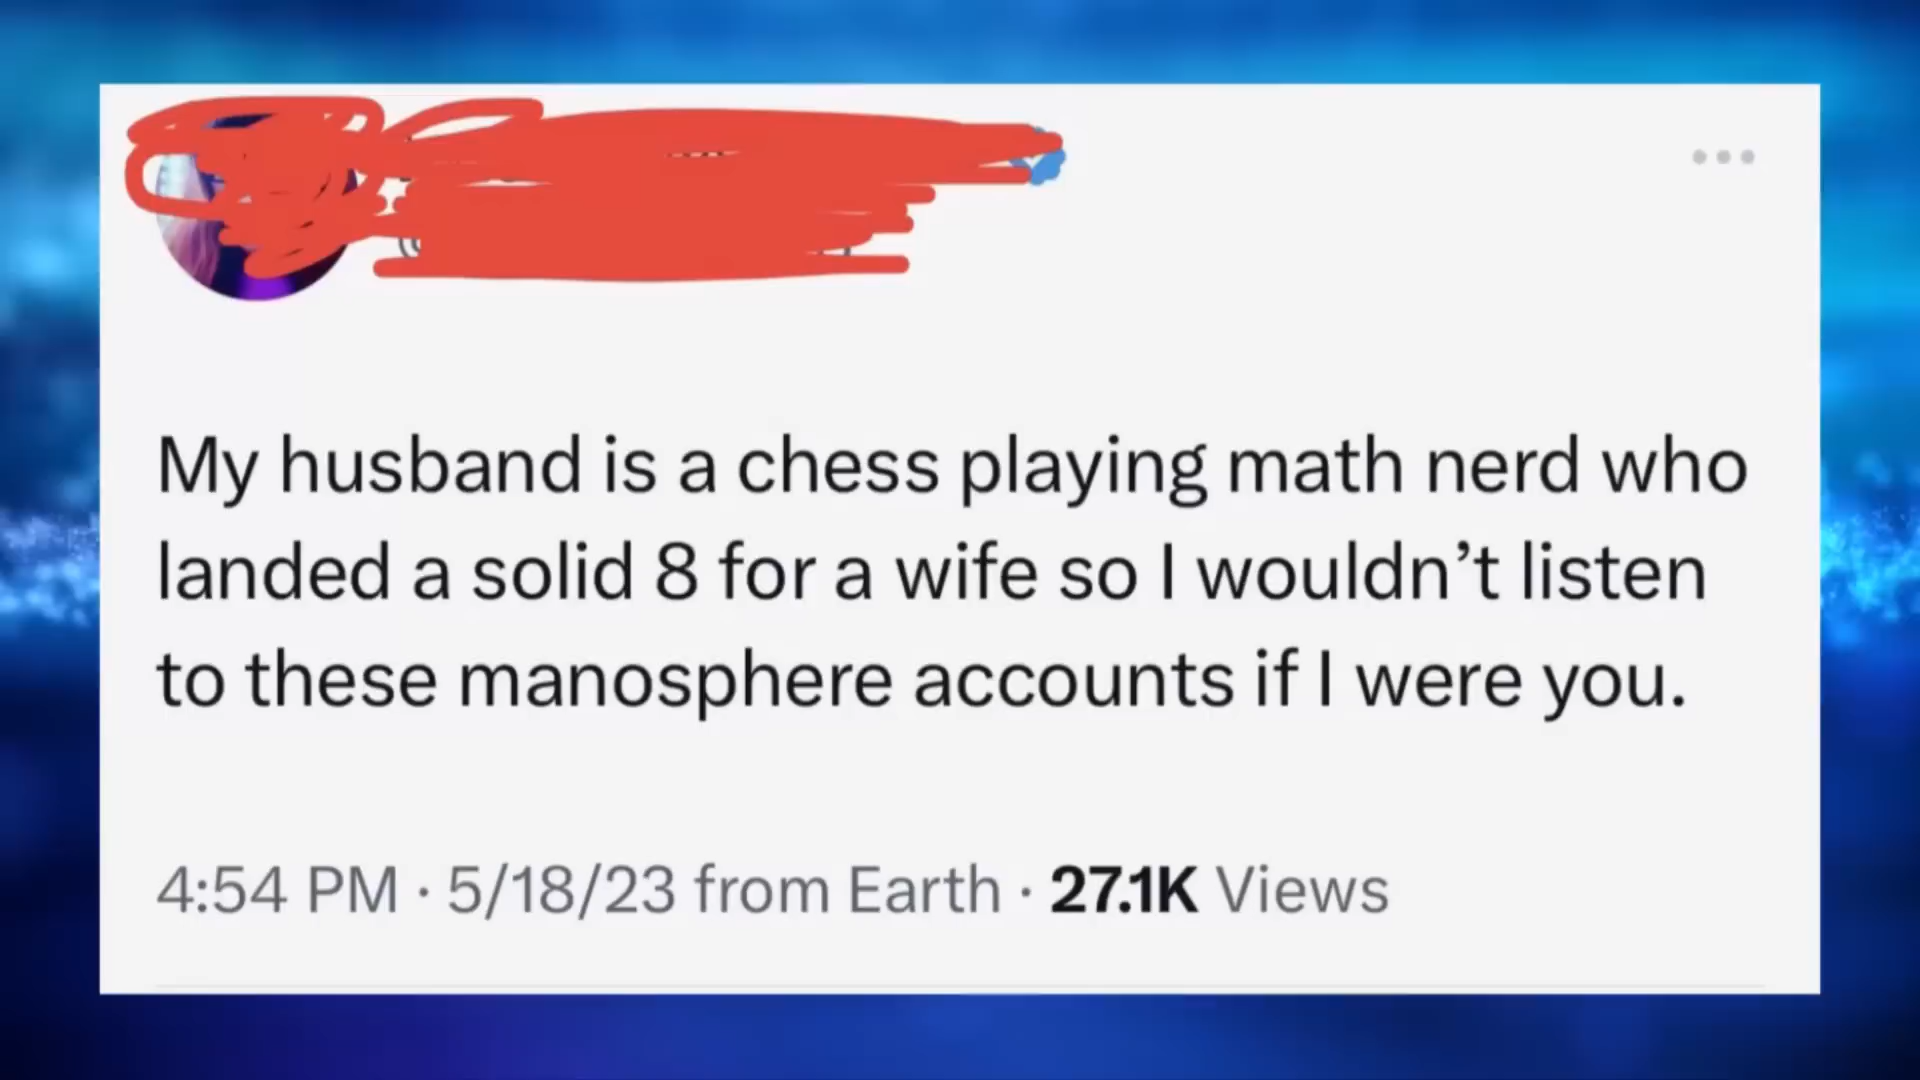 My husband is a chess playing math nerd who
landed a solid 8 for a wife so I wouldn’t listen
to these manosphere accounts if I were you.
4:54 PM · 5/18/23 from Earth · 27.1K Views